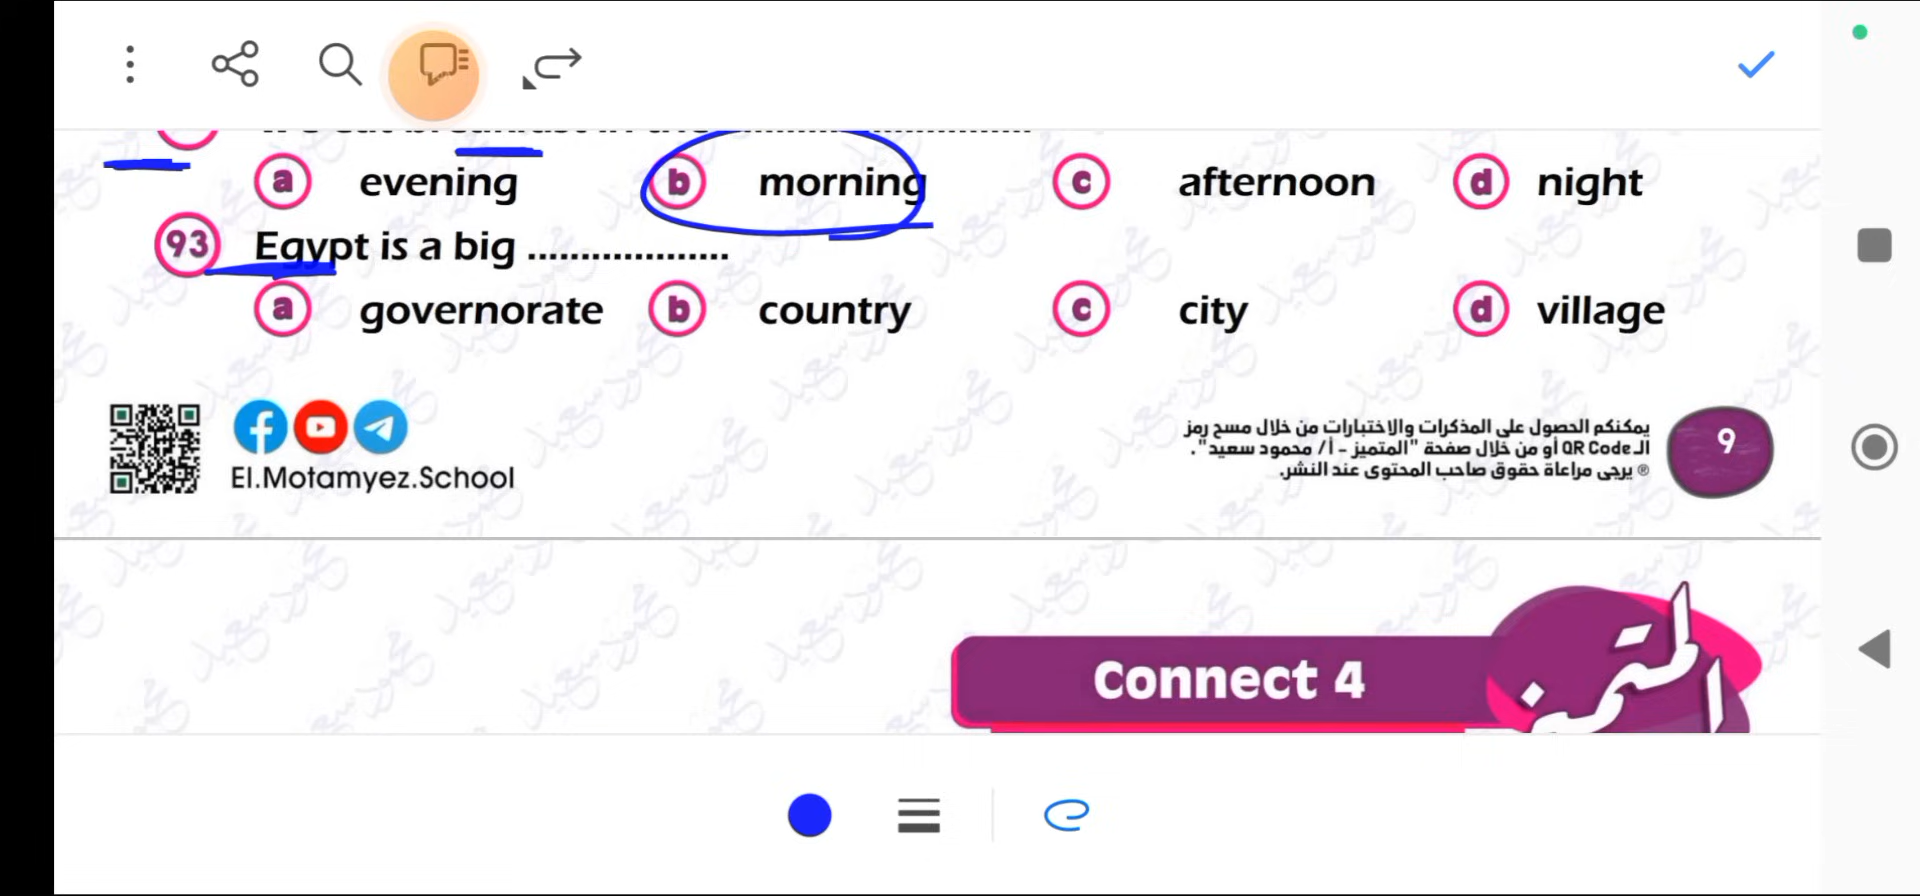 a evening b morning c afternoon d night
93 Egypt is a big ...................
a governorate b country c city d village
El.Motamyez.School
يمكنكم الحصول على المذكرات والاختبارات من خلال مسح رمز
الـ QR Code أو من خلال صفحة "المتميز - أ/ محمود سعيد".
® يرجى مراعاة حقوق صاحب المحتوى عند النشر.
9
Connect 4
المتميز